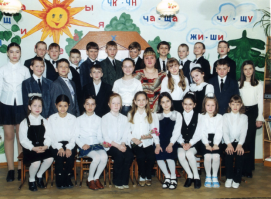 чк-чн
ы
я
ча-ща
чу-щу
жи-ши